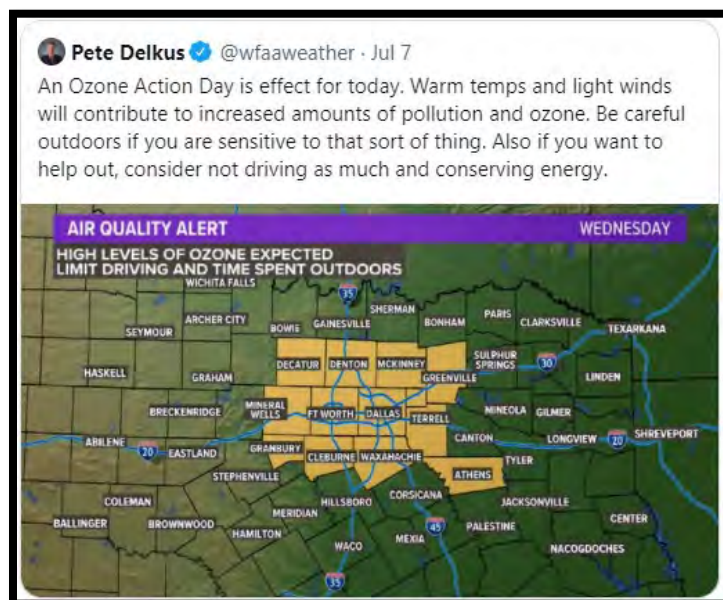 Pete Delkus @wfaaweather · Jul 7
An Ozone Action Day is effect for today. Warm temps and light winds
will contribute to increased amounts of pollution and ozone. Be careful
outdoors if you are sensitive to that sort of thing. Also if you want to
help out, consider not driving as much and conserving energy.
AIR QUALITY ALERT WEDNESDAY
HIGH LEVELS OF OZONE EXPECTED
LIMIT DRIVING AND TIME SPENT OUTDOORS
WICHITA FALLS
35
SHERMAN
ARCHER CITY
GAINESVILLE
BONHAM
PARIS
CLARKSVILLE
SEYMOUR
BOWIE
TEXARKANA
DECATUR
DENTON
MCKINNEY
SULPHUR
SPRINGS
30
HASKELL
GRAHAM
GREENVILLE
LINDEN
MINERAL
WELLS
BRECKENRIDGE
FT WORTH
DALLAS
TERRELL
MINEOLA
GILMER
ABILENE
20
EASTLAND
GRANBURY
CLEBURNE
WAXAHACHIE
CANTON
LONGVIEW
20
SHREVEPORT
STEPHENVILLE
ATHENS
TYLER
COLEMAN
HILLSBORO
CORSICANA
JACKSONVILLE
BALLINGER
BROWNWOOD
MERIDIAN
HAMILTON
MEXIA
45
PALESTINE
CENTER
WACO
NACOGDOCHES
35